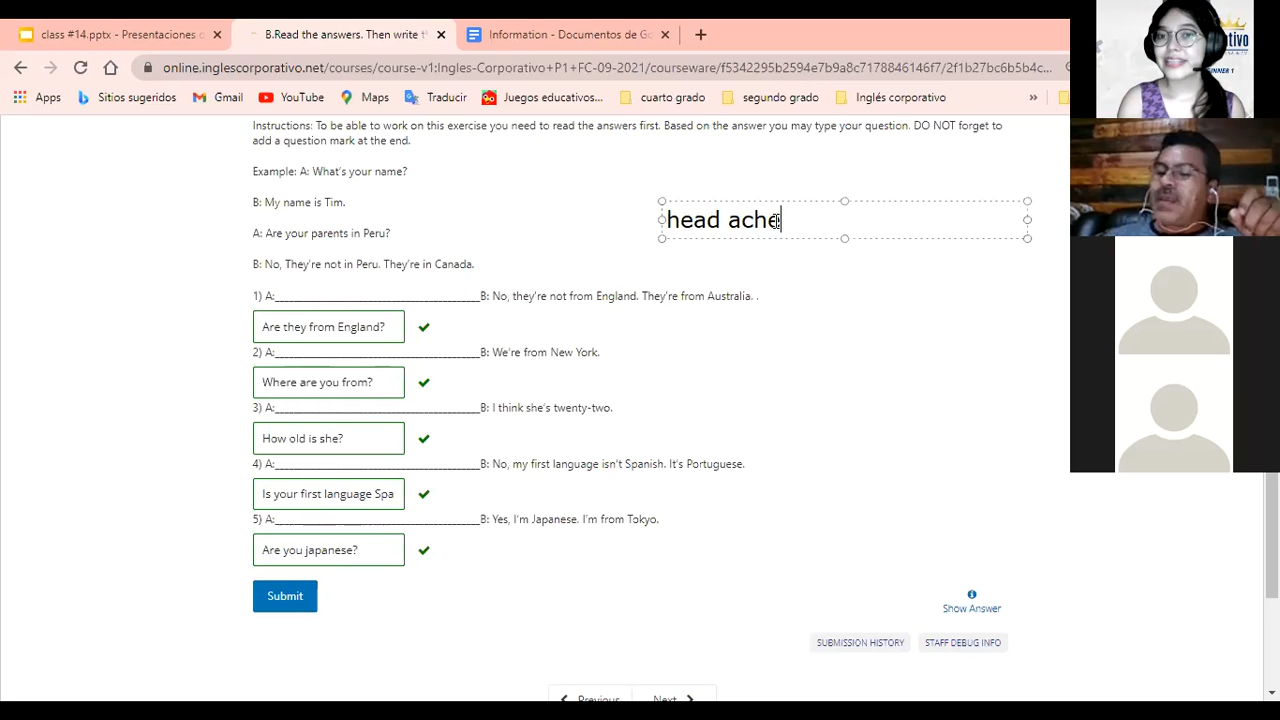 class #14.pptx - Presentaciones
B.Read the answers. Then write t
Information - Documentos de Go
online.inglescorporativo.net/courses/course-v1:Ingles-Corporativo+P1+FC-09-2021/courseware/f5342295b2594e7b9a8c7178846146f7/2f1b27bc6b5b4c...
Apps
Sitios sugeridos
Gmail
YouTube
Maps
Traducir
Juegos educativos...
cuarto grado
segundo grado
Inglés corporativo
»
Instructions: To be able to work on this exercise you need to read the answers first. Based on the answer you may type your question. DO NOT forget to
add a question mark at the end.
Example: A: What's your name?
B: My name is Tim.
head ache
A: Are your parents in Peru?
B: No, They're not in Peru. They're in Canada.
1) A:___________________________________B: No, they're not from England. They're from Australia. .
Are they from England?
2) A:___________________________________B: We're from New York.
Where are you from?
3) A:___________________________________B: I think she's twenty-two.
How old is she?
4) A:___________________________________B: No, my first language isn't Spanish. It's Portuguese.
Is your first language Spa
5) A:___________________________________B: Yes, I'm Japanese. I'm from Tokyo.
Are you japanese?
Submit
Show Answer
SUBMISSION HISTORY
STAFF DEBUG INFO
Previous
Next